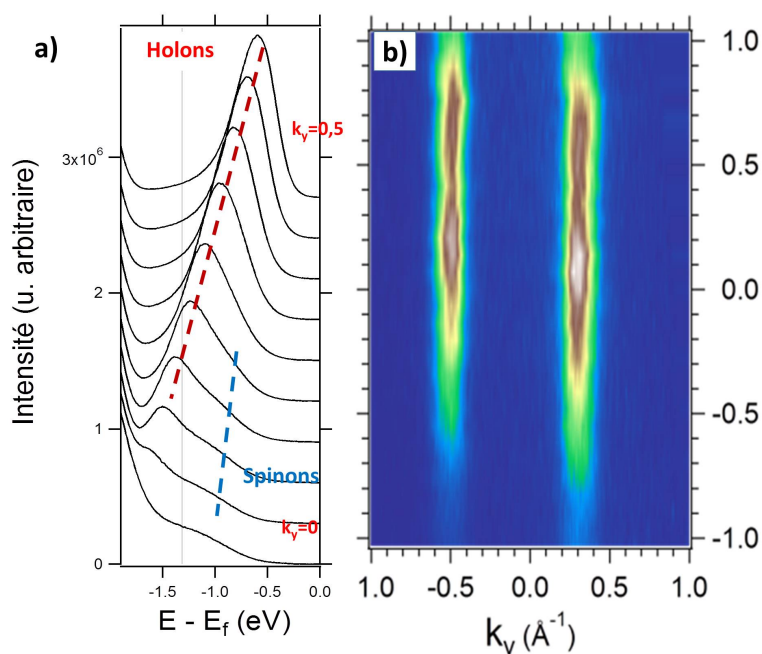 a)
Holons
k_y=0,5
Spinons
k_y=0
3x10^6
2
1
0
Intensité (u. arbitraire)
-1.5
-1.0
-0.5
0.0
E - E_f (eV)
b)
1.0
0.5
0.0
-0.5
-1.0
1.0
-0.5
0.0
0.5
1.0
k_y (Å^-1)